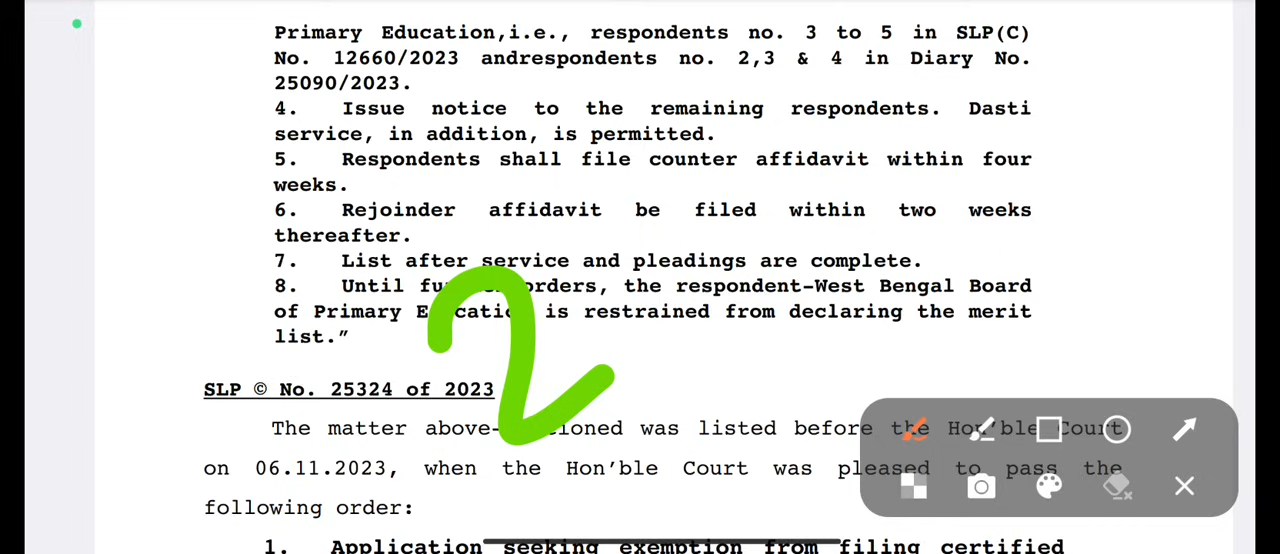 Primary Education,i.e., respondents no. 3 to 5 in SLP(C)
No. 12660/2023 andrespondents no. 2,3 & 4 in Diary No.
25090/2023.
4. Issue notice to the remaining respondents. Dasti
service, in addition, is permitted.
5. Respondents shall file counter affidavit within four
weeks.
6. Rejoinder affidavit be filed within two weeks
thereafter.
7. List after service and pleadings are complete.
8. Until further orders, the respondent-West Bengal Board
of Primary Education is restrained from declaring the merit
list.”
2
SLP © No. 25324 of 2023
The matter above-mentioned was listed before the Hon’ble Court
on 06.11.2023, when the Hon’ble Court was pleased to pass the
following order:
1. Application seeking exemption from filing certified